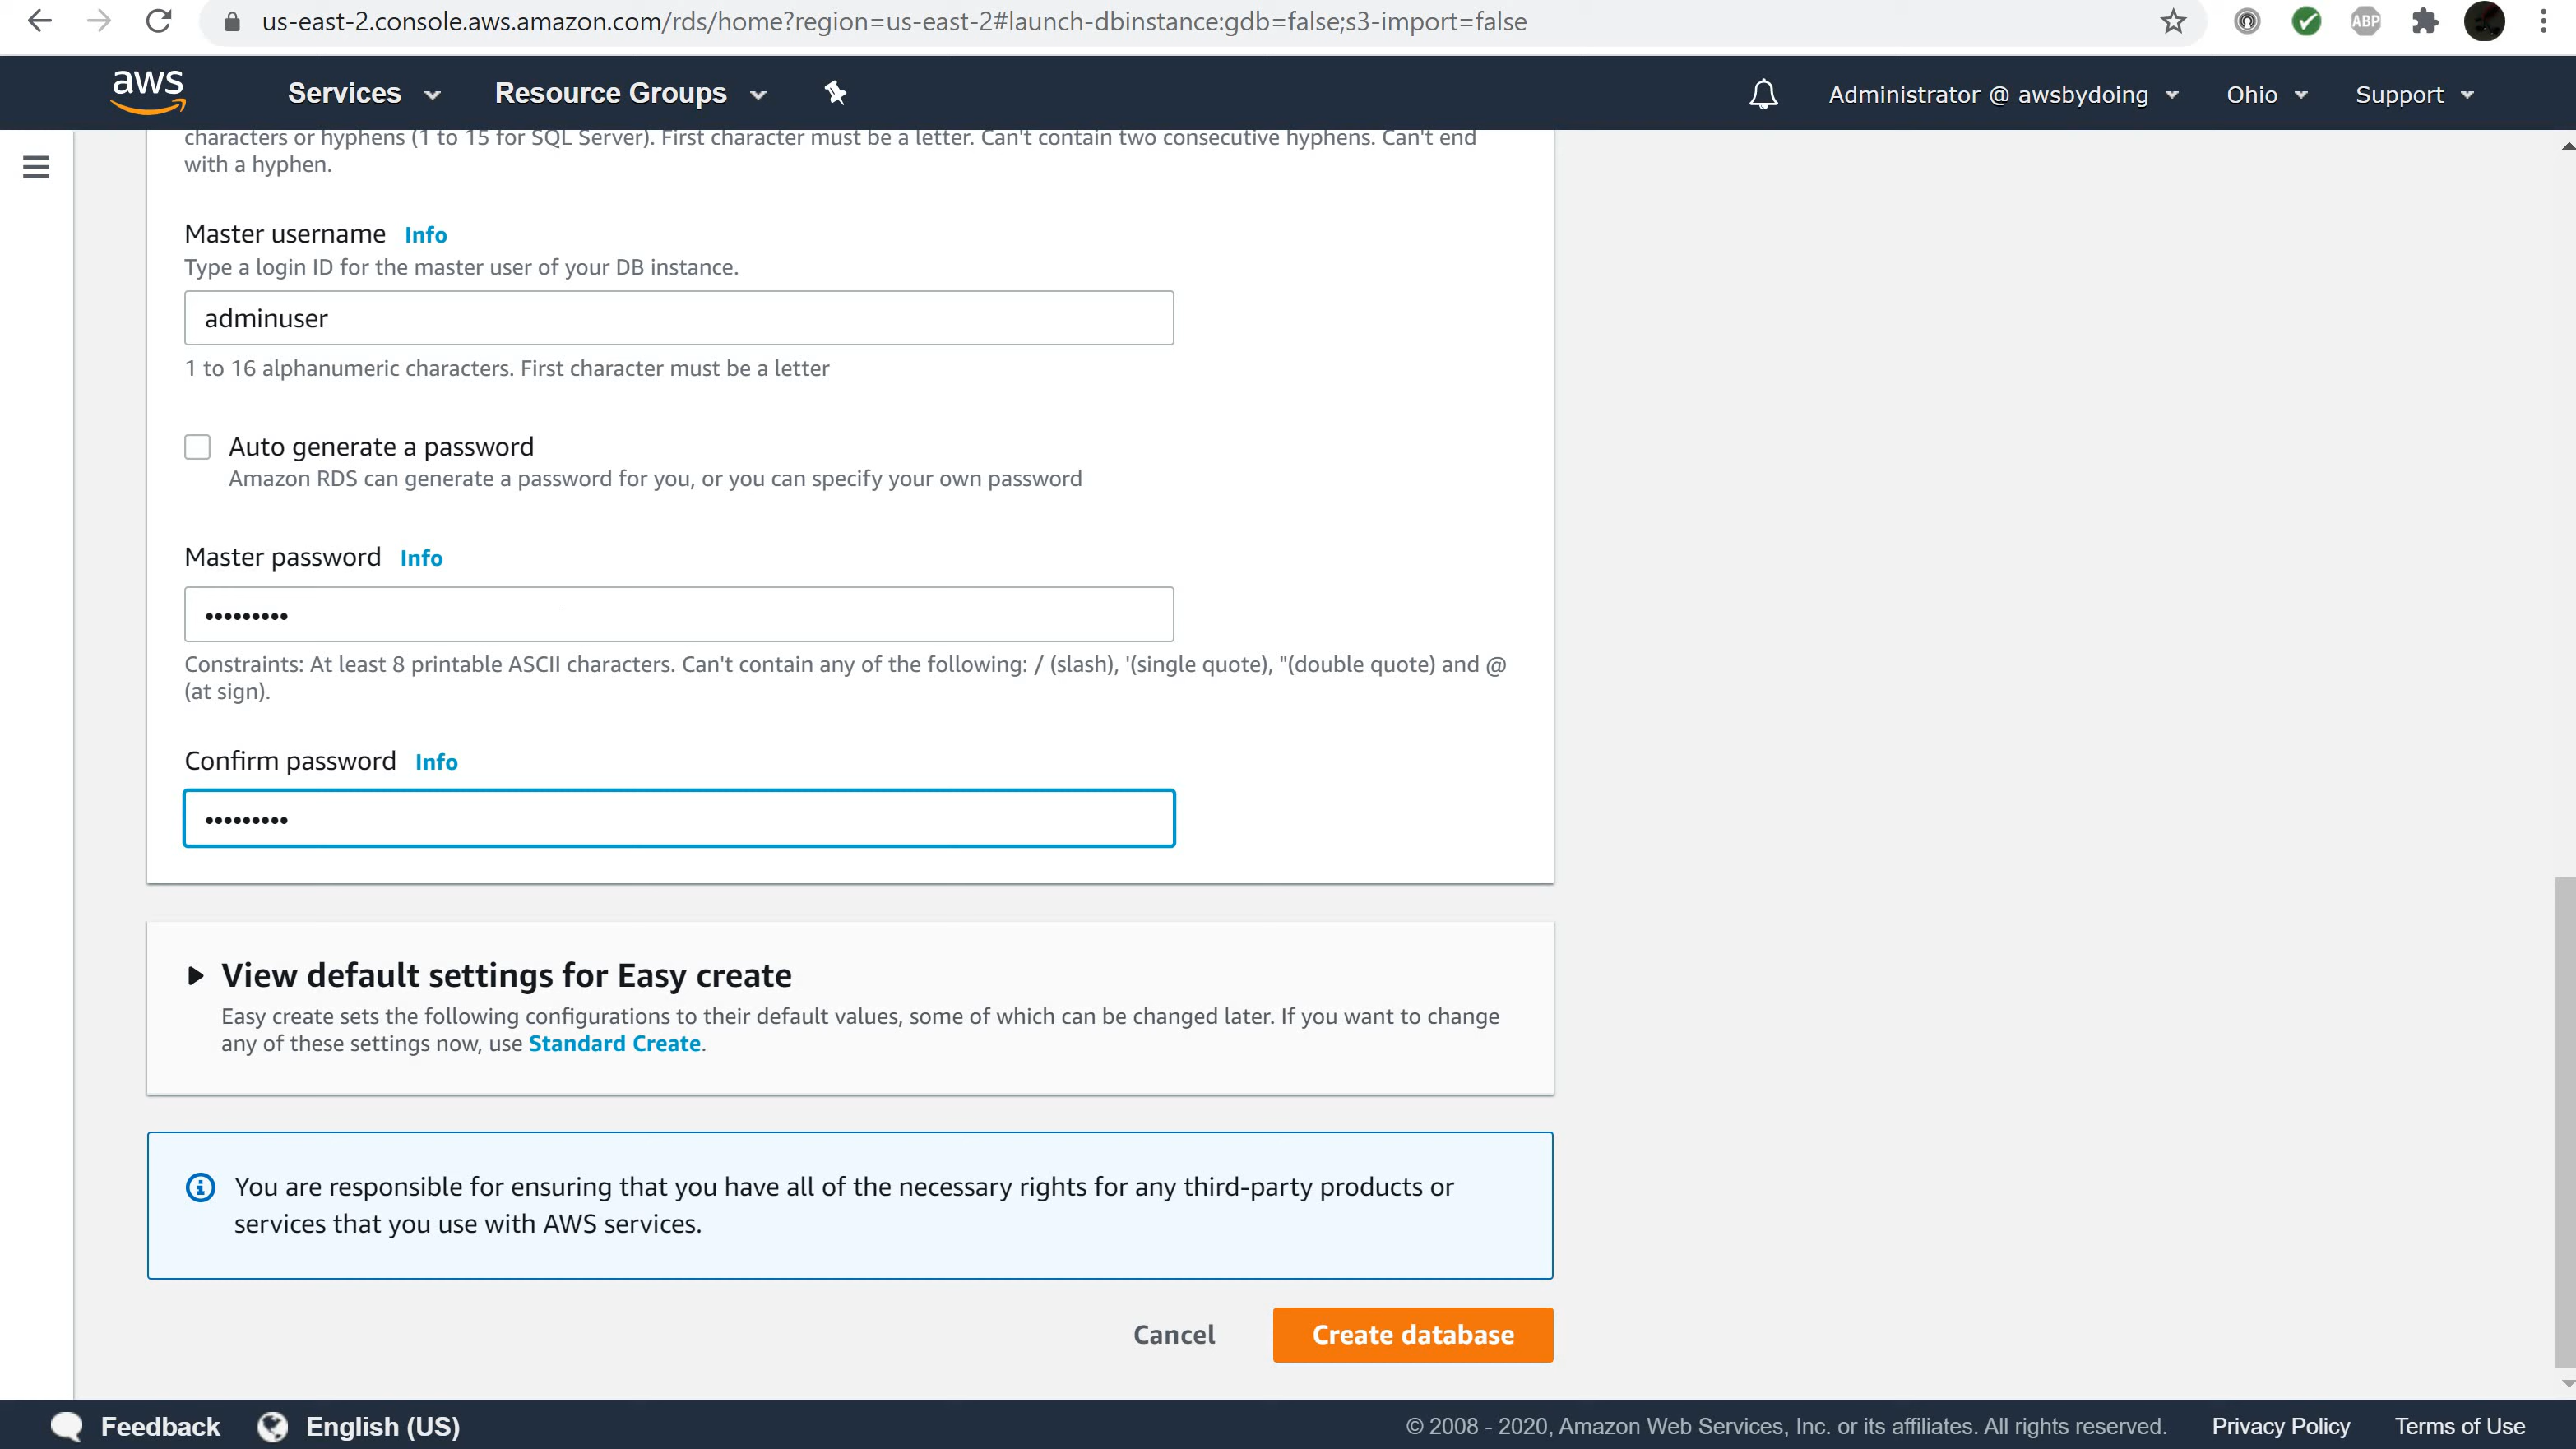 us-east-2.console.aws.amazon.com/rds/home?region=us-east-2#launch-dbinstance:gdb=false;s3-import=false
ABP
aws Services Resource Groups Administrator @ awsbydoing Ohio Support
characters or hyphens (1 to 15 for SQL Server). First character must be a letter. Can't contain two consecutive hyphens. Can't end
with a hyphen.
Master username Info
Type a login ID for the master user of your DB instance.
adminuser
1 to 16 alphanumeric characters. First character must be a letter
Auto generate a password
Amazon RDS can generate a password for you, or you can specify your own password
Master password Info
•••••••••
Constraints: At least 8 printable ASCII characters. Can't contain any of the following: / (slash), '(single quote), "(double quote) and @
(at sign).
Confirm password Info
•••••••••
View default settings for Easy create
Easy create sets the following configurations to their default values, some of which can be changed later. If you want to change
any of these settings now, use Standard Create.
You are responsible for ensuring that you have all of the necessary rights for any third-party products or
services that you use with AWS services.
Cancel Create database
Feedback English (US) © 2008 - 2020, Amazon Web Services, Inc. or its affiliates. All rights reserved. Privacy Policy Terms of Use